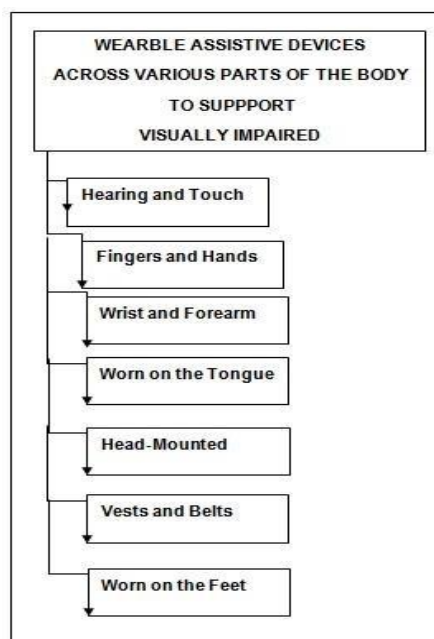 WEARBLE ASSISTIVE DEVICES
ACROSS VARIOUS PARTS OF THE BODY
TO SUPPPORT
VISUALLY IMPAIRED
Hearing and Touch
Fingers and Hands
Wrist and Forearm
Worn on the Tongue
Head-Mounted
Vests and Belts
Worn on the Feet